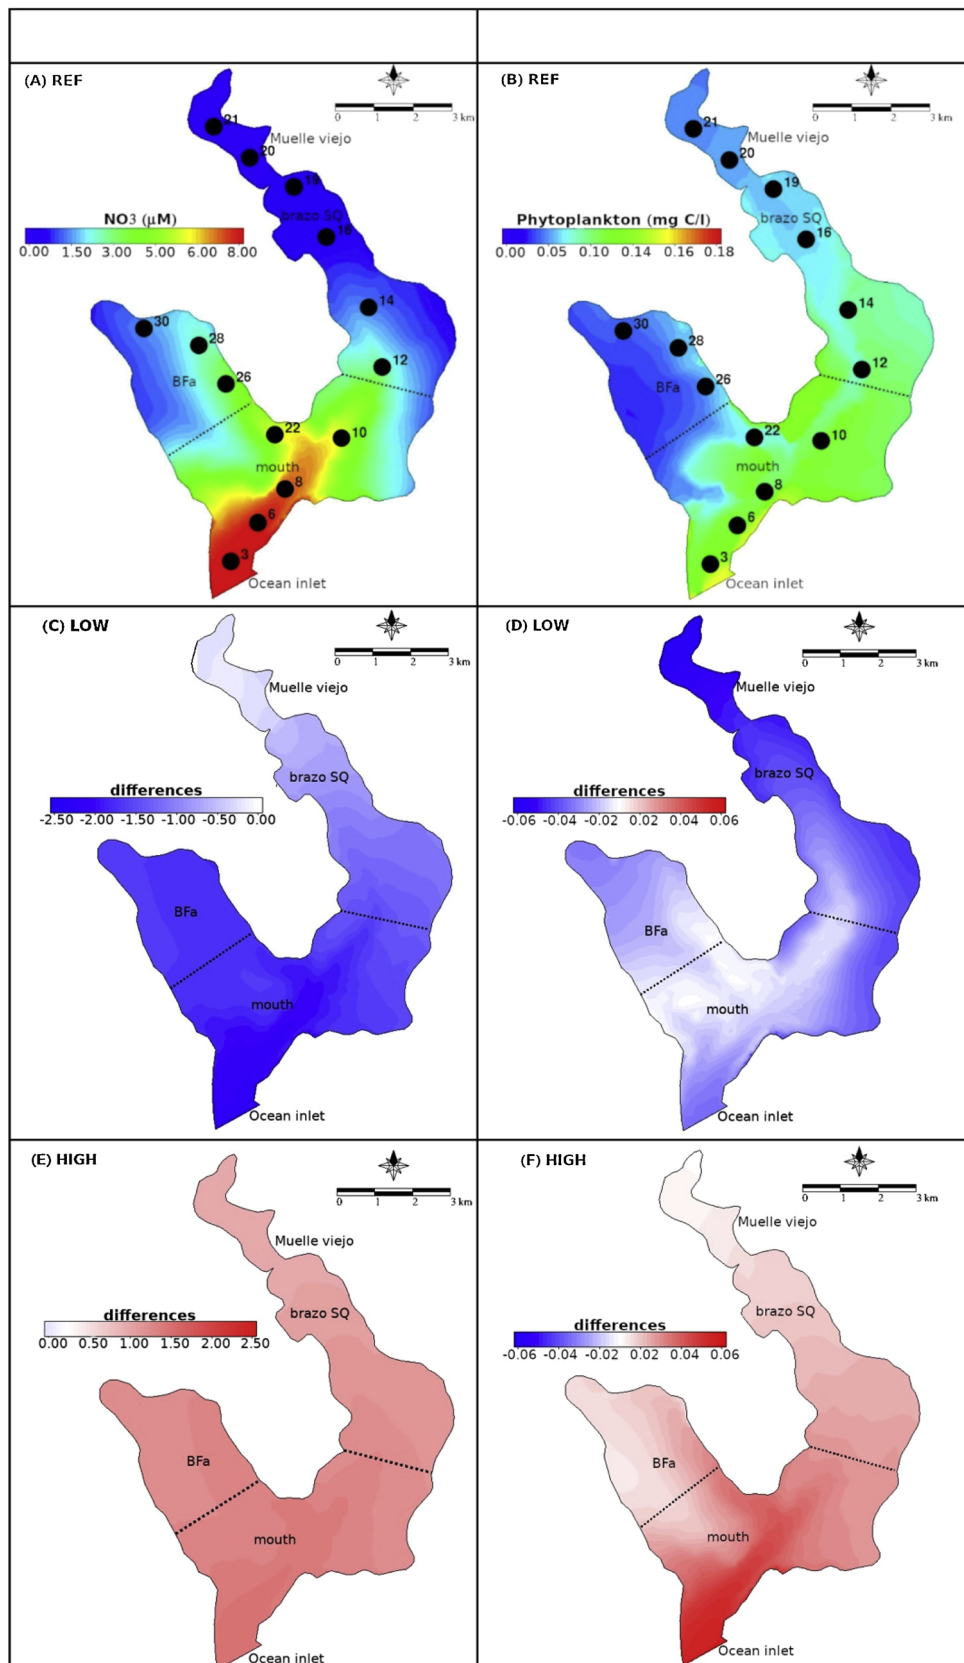 (A) REF
0 1 2 3 km
21
Muelle viejo
20
19
NO3 (µM)
brazo SQ
16
0.00 1.50 3.00 6.00 8.00
14
30
28
12
BFa
26
22
10
mouth
8
6
3
Ocean inlet
(B) REF
0 1 2 3 km
21
Muelle viejo
20
19
Phytoplankton (mg C/l)
brazo SQ
16
0.00 0.05 0.10 0.14 0.18
14
30
28
12
BFa
26
22
10
mouth
8
6
3
Ocean inlet
(C) LOW
0 1 2 3 km
Muelle viejo
brazo SQ
differences
-2.50 -2.00 -1.50 -1.00 -0.50 0.00
BFa
mouth
Ocean inlet
(D) LOW
0 1 2 3 km
Muelle viejo
brazo SQ
differences
-0.06 -0.04 -0.02 0.02 0.04 0.06
BFa
mouth
Ocean inlet
(E) HIGH
0 1 2 3 km
Muelle viejo
brazo SQ
differences
0.00 0.50 1.00 1.50 2.00 2.50
BFa
mouth
Ocean inlet
(F) HIGH
0 1 2 3 km
Muelle viejo
brazo SQ
differences
-0.06 -0.04 -0.02 0.02 0.04 0.06
BFa
mouth
Ocean inlet